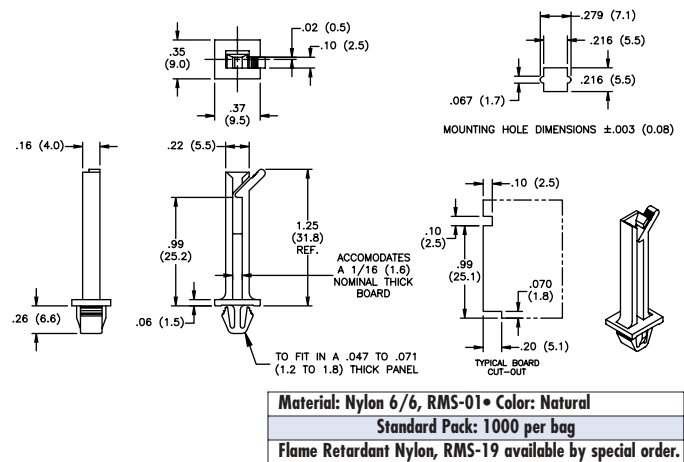 .02 (0.5)
.10 (2.5)
.35
(9.0)
.37
(9.5)
.279 (7.1)
.216 (5.5)
.216 (5.5)
.067 (1.7)
MOUNTING HOLE DIMENSIONS ±.003 (0.08)
.16 (4.0)
.22 (5.5)
.99
(25.2)
1.25
(31.8)
REF.
ACCOMODATES
A 1/16 (1.6)
NOMINAL THICK
BOARD
.06 (1.5)
.26 (6.6)
TO FIT IN A .047 TO .071
(1.2 TO 1.8) THICK PANEL
.10 (2.5)
.10
(2.5)
.99
(25.1)
.070
(1.8)
.20 (5.1)
TYPICAL BOARD
CUT-OUT
Material: Nylon 6/6, RMS-01• Color: Natural
Standard Pack: 1000 per bag
Flame Retardant Nylon, RMS-19 available by special order.